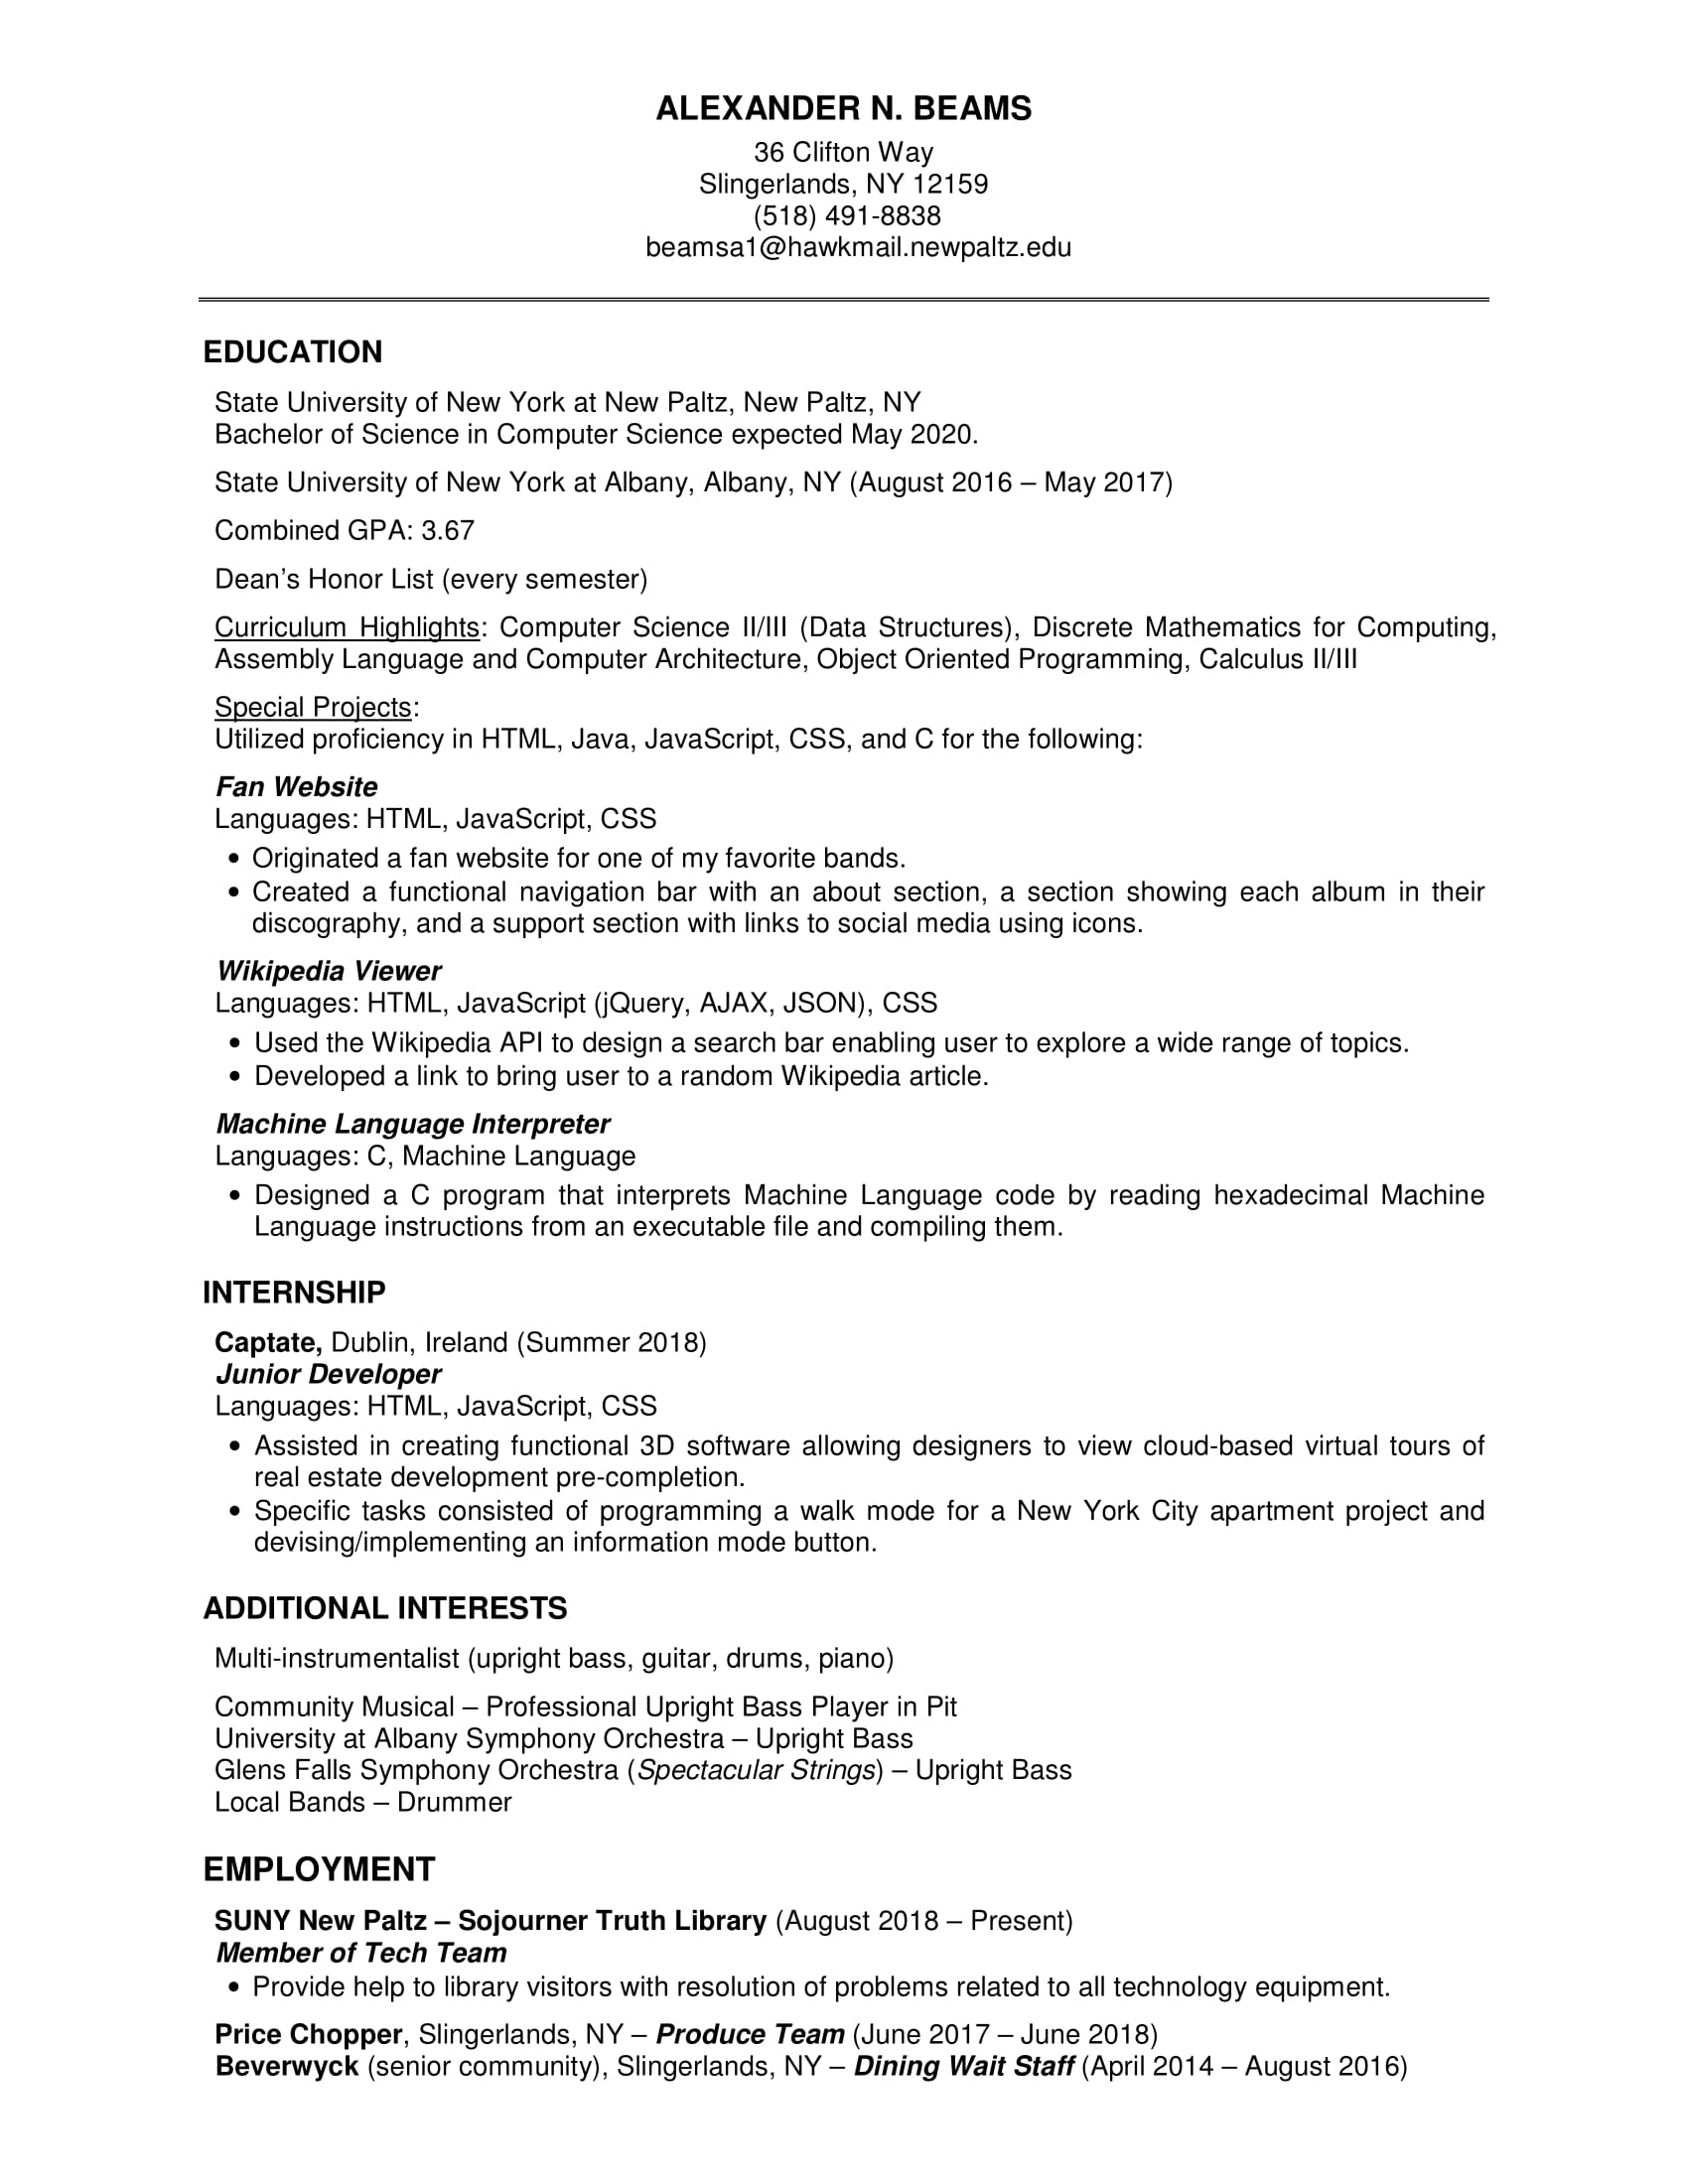 ALEXANDER N. BEAMS
36 Clifton Way
Slingerlands, NY 12159
(518) 491-8838
beamsa1@hawkmail.newpaltz.edu
EDUCATION
State University of New York at New Paltz, New Paltz, NY
Bachelor of Science in Computer Science expected May 2020.
State University of New York at Albany, Albany, NY (August 2016 – May 2017)
Combined GPA: 3.67
Dean’s Honor List (every semester)
Curriculum Highlights: Computer Science II/III (Data Structures), Discrete Mathematics for Computing,
Assembly Language and Computer Architecture, Object Oriented Programming, Calculus II/III
Special Projects:
Utilized proficiency in HTML, Java, JavaScript, CSS, and C for the following:
Fan Website
Languages: HTML, JavaScript, CSS
• Originated a fan website for one of my favorite bands.
• Created a functional navigation bar with an about section, a section showing each album in their
discography, and a support section with links to social media using icons.
Wikipedia Viewer
Languages: HTML, JavaScript (jQuery, AJAX, JSON), CSS
• Used the Wikipedia API to design a search bar enabling user to explore a wide range of topics.
• Developed a link to bring user to a random Wikipedia article.
Machine Language Interpreter
Languages: C, Machine Language
• Designed a C program that interprets Machine Language code by reading hexadecimal Machine
Language instructions from an executable file and compiling them.
INTERNSHIP
Captate, Dublin, Ireland (Summer 2018)
Junior Developer
Languages: HTML, JavaScript, CSS
• Assisted in creating functional 3D software allowing designers to view cloud-based virtual tours of
real estate development pre-completion.
• Specific tasks consisted of programming a walk mode for a New York City apartment project and
devising/implementing an information mode button.
ADDITIONAL INTERESTS
Multi-instrumentalist (upright bass, guitar, drums, piano)
Community Musical – Professional Upright Bass Player in Pit
University at Albany Symphony Orchestra – Upright Bass
Glens Falls Symphony Orchestra (Spectacular Strings) – Upright Bass
Local Bands – Drummer
EMPLOYMENT
SUNY New Paltz – Sojourner Truth Library (August 2018 – Present)
Member of Tech Team
• Provide help to library visitors with resolution of problems related to all technology equipment.
Price Chopper, Slingerlands, NY – Produce Team (June 2017 – June 2018)
Beverwyck (senior community), Slingerlands, NY – Dining Wait Staff (April 2014 – August 2016)